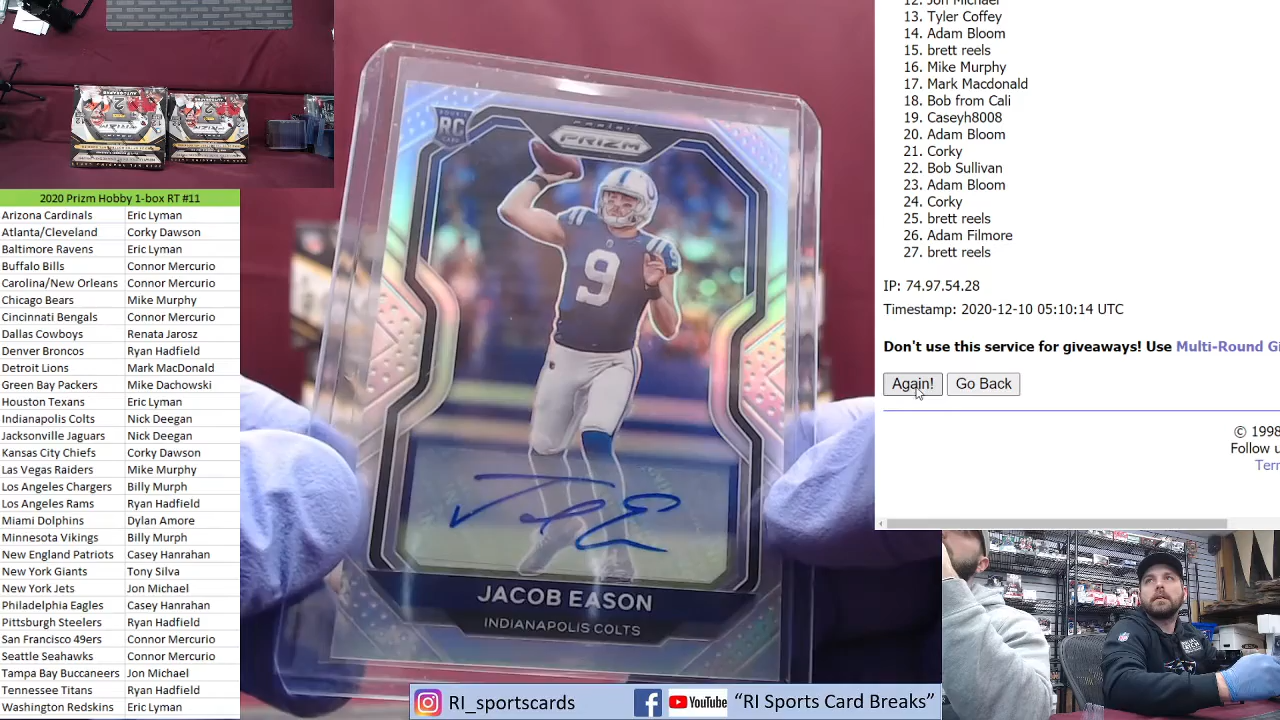 12. Jon Michael
13. Tyler Coffey
14. Adam Bloom
15. brett reels
16. Mike Murphy
17. Mark Macdonald
18. Bob from Cali
19. Caseyh8008
20. Adam Bloom
21. Corky
22. Bob Sullivan
23. Adam Bloom
24. Corky
25. brett reels
26. Adam Filmore
27. brett reels
IP: 74.97.54.28
Timestamp: 2020-12-10 05:10:14 UTC
Don't use this service for giveaways! Use Multi-Round Gi
Again! Go Back
© 1998
Follow u
Ter
2020 Prizm Hobby 1-box RT #11
Arizona Cardinals Eric Lyman
Atlanta/Cleveland Corky Dawson
Baltimore Ravens Eric Lyman
Buffalo Bills Connor Mercurio
Carolina/New Orleans Connor Mercurio
Chicago Bears Mike Murphy
Cincinnati Bengals Connor Mercurio
Dallas Cowboys Renata Jarosz
Denver Broncos Ryan Hadfield
Detroit Lions Mark MacDonald
Green Bay Packers Mike Dachowski
Houston Texans Eric Lyman
Indianapolis Colts Nick Deegan
Jacksonville Jaguars Nick Deegan
Kansas City Chiefs Corky Dawson
Las Vegas Raiders Mike Murphy
Los Angeles Chargers Billy Murph
Los Angeles Rams Ryan Hadfield
Miami Dolphins Dylan Amore
Minnesota Vikings Billy Murph
New England Patriots Casey Hanrahan
New York Giants Tony Silva
New York Jets Jon Michael
Philadelphia Eagles Casey Hanrahan
Pittsburgh Steelers Ryan Hadfield
San Francisco 49ers Connor Mercurio
Seattle Seahawks Connor Mercurio
Tampa Bay Buccaneers Jon Michael
Tennessee Titans Ryan Hadfield
Washington Redskins Eric Lyman
RC
PANINI
PRIZM
9
JACOB EASON
INDIANAPOLIS COLTS
RI_sportscards
YouTube
"RI Sports Card Breaks"